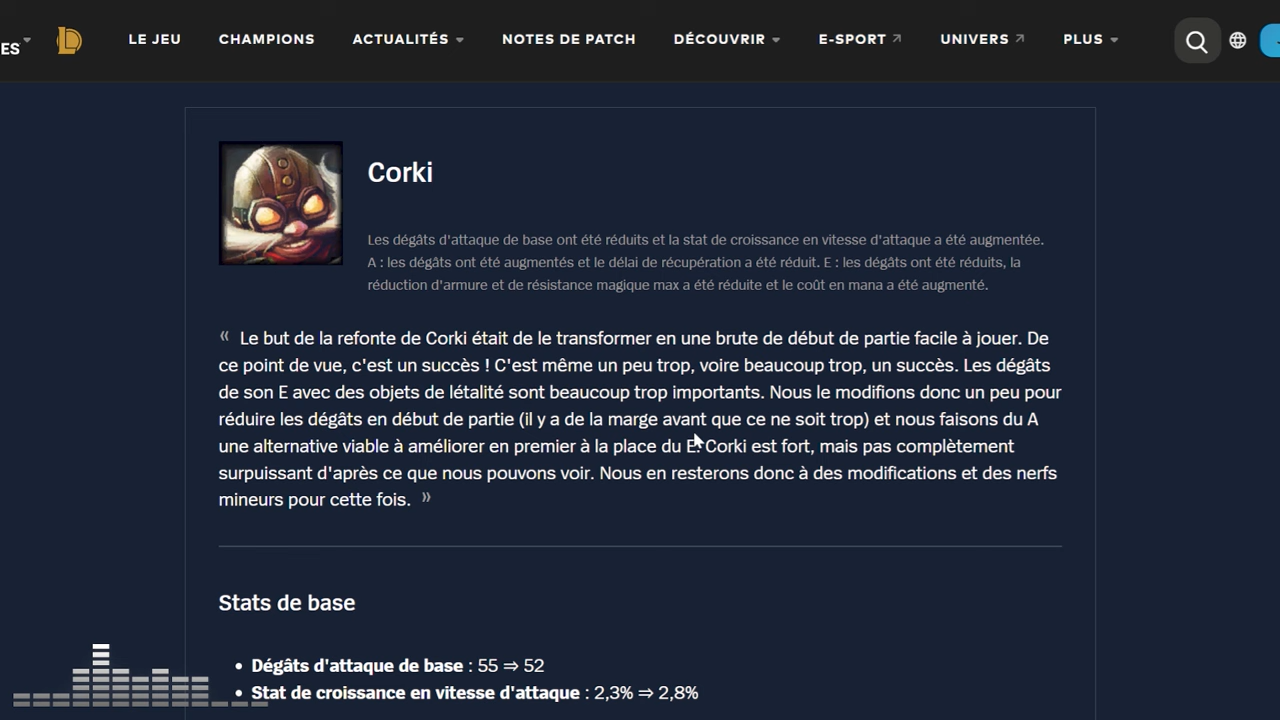 ES
LE JEU CHAMPIONS ACTUALITÉS NOTES DE PATCH DÉCOUVRIR E-SPORT UNIVERS PLUS
Corki
Les dégâts d'attaque de base ont été réduits et la stat de croissance en vitesse d'attaque a été augmentée.
A : les dégâts ont été augmentés et le délai de récupération a été réduit. E : les dégâts ont été réduits, la
réduction d'armure et de résistance magique max a été réduite et le coût en mana a été augmenté.
« Le but de la refonte de Corki était de le transformer en une brute de début de partie facile à jouer. De
ce point de vue, c'est un succès ! C'est même un peu trop, voire beaucoup trop, un succès. Les dégâts
de son E avec des objets de létalité sont beaucoup trop importants. Nous le modifions donc un peu pour
réduire les dégâts en début de partie (il y a de la marge avant que ce ne soit trop) et nous faisons du A
une alternative viable à améliorer en premier à la place du E. Corki est fort, mais pas complètement
surpuissant d'après ce que nous pouvons voir. Nous en resterons donc à des modifications et des nerfs
mineurs pour cette fois. »
Stats de base
• Dégâts d'attaque de base : 55 ⇒ 52
• Stat de croissance en vitesse d'attaque : 2,3% ⇒ 2,8%